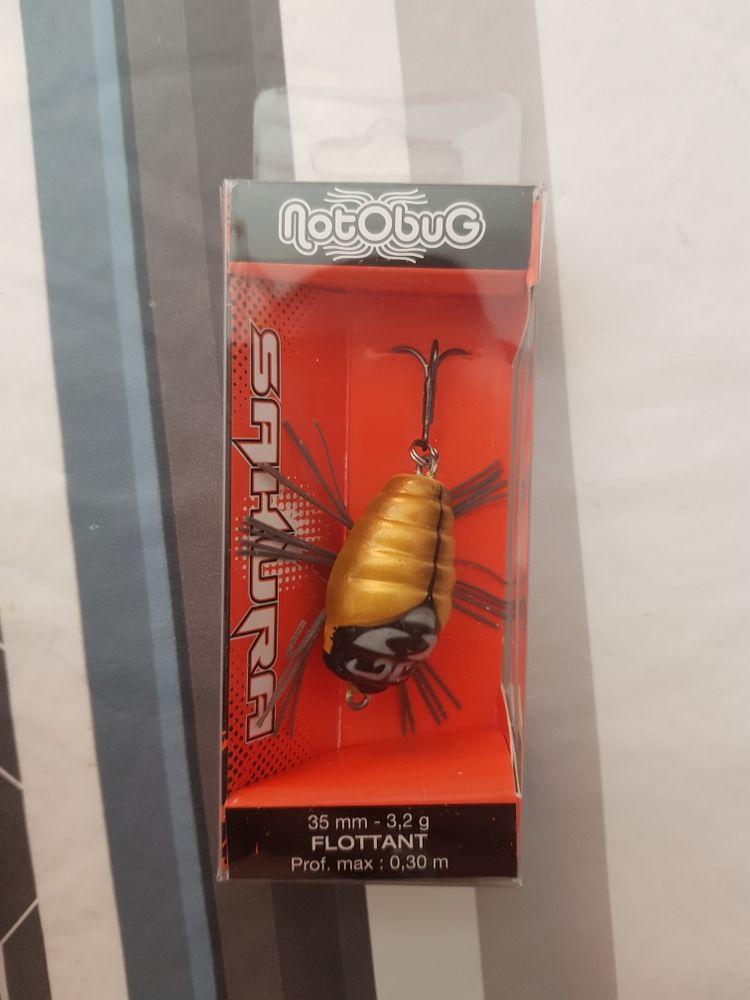 NotObuG
SAKURA
35 mm - 3,2 g
FLOTTANT
Prof. max : 0,30 m